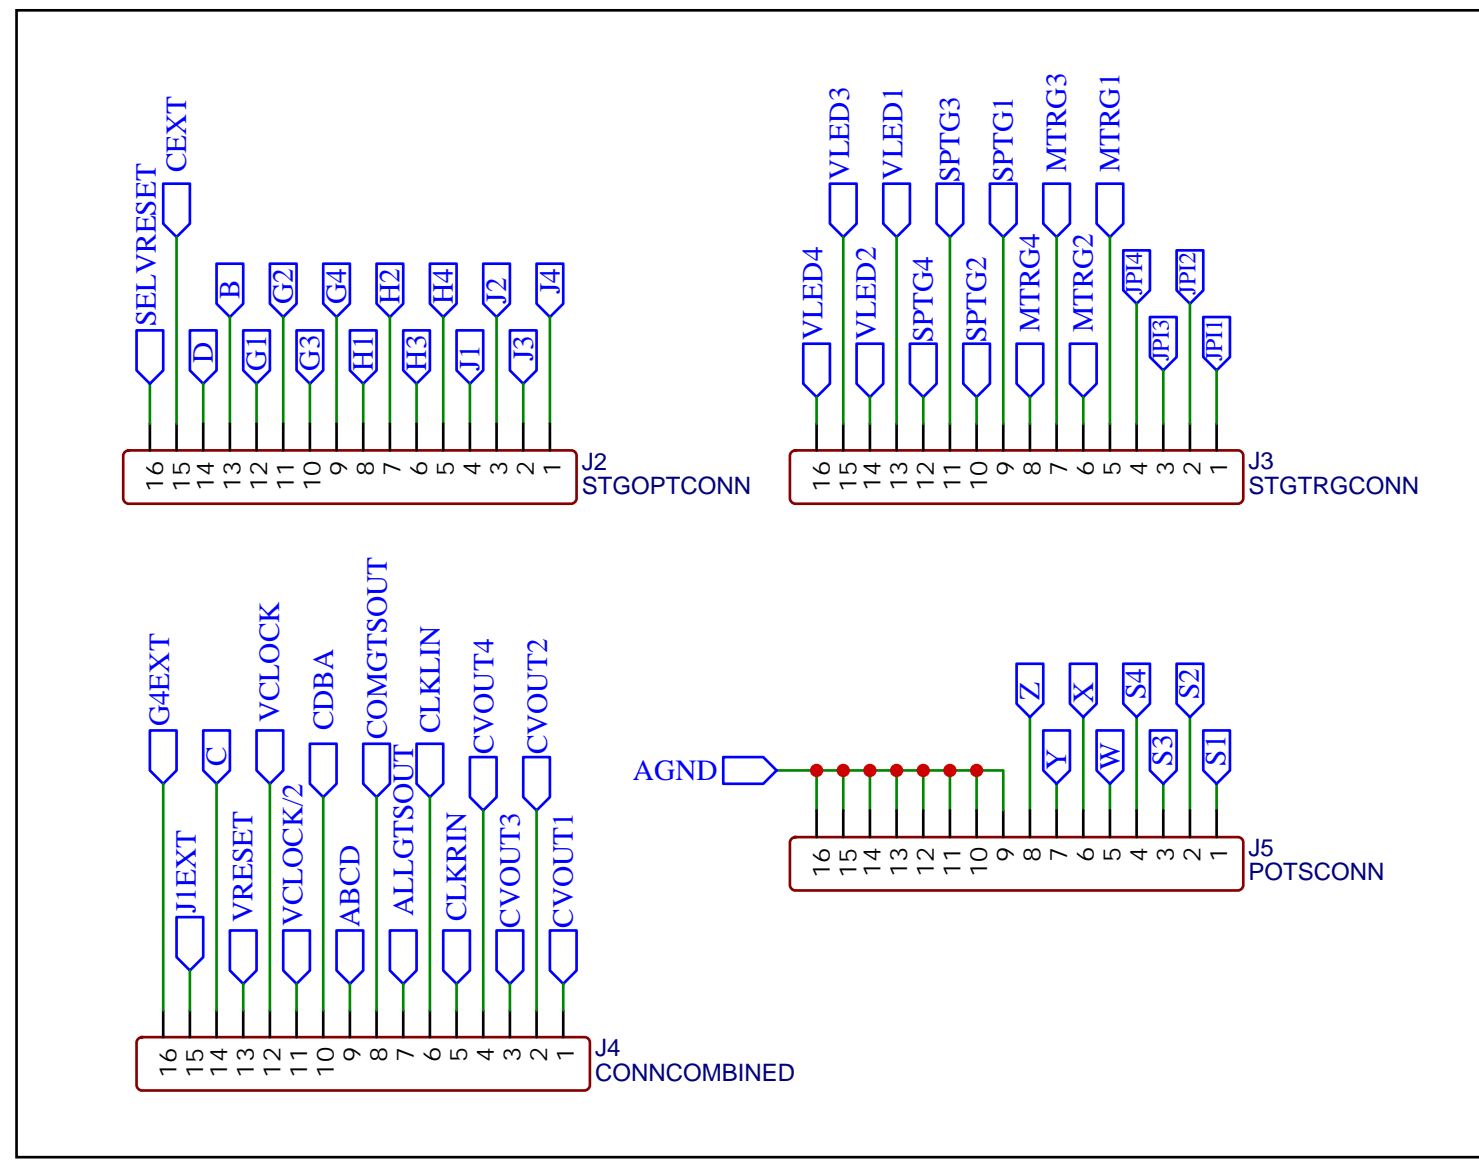 SELVRESET
CEXT
D
B
G1
G2
G3
G4
H1
H2
H3
H4
J1
J2
J3
J4
16 15 14 13 12 11 10 9 8 7 6 5 4 3 2 1
J2
STGOPTCONN
VLED4
VLED3
VLED2
VLED1
SPTG4
SPTG3
SPTG2
SPTG1
MTRG4
MTRG3
MTRG2
MTRG1
JPI4
JPI3
JPI2
JPI1
16 15 14 13 12 11 10 9 8 7 6 5 4 3 2 1
J3
STGTRGCONN
G4EXT
J1EXT
C
VRESET
VCLOCK
VCLOCK/2
CDBA
ABCD
COMGTSOUT
ALLGTSOUT
CLKLIN
CLKRIN
CVOUT4
CVOUT3
CVOUT2
CVOUT1
16 15 14 13 12 11 10 9 8 7 6 5 4 3 2 1
J4
CONNCOMBINED
AGND
Z
Y
X
W
S4
S3
S2
S1
16 15 14 13 12 11 10 9 8 7 6 5 4 3 2 1
J5
POTSCONN